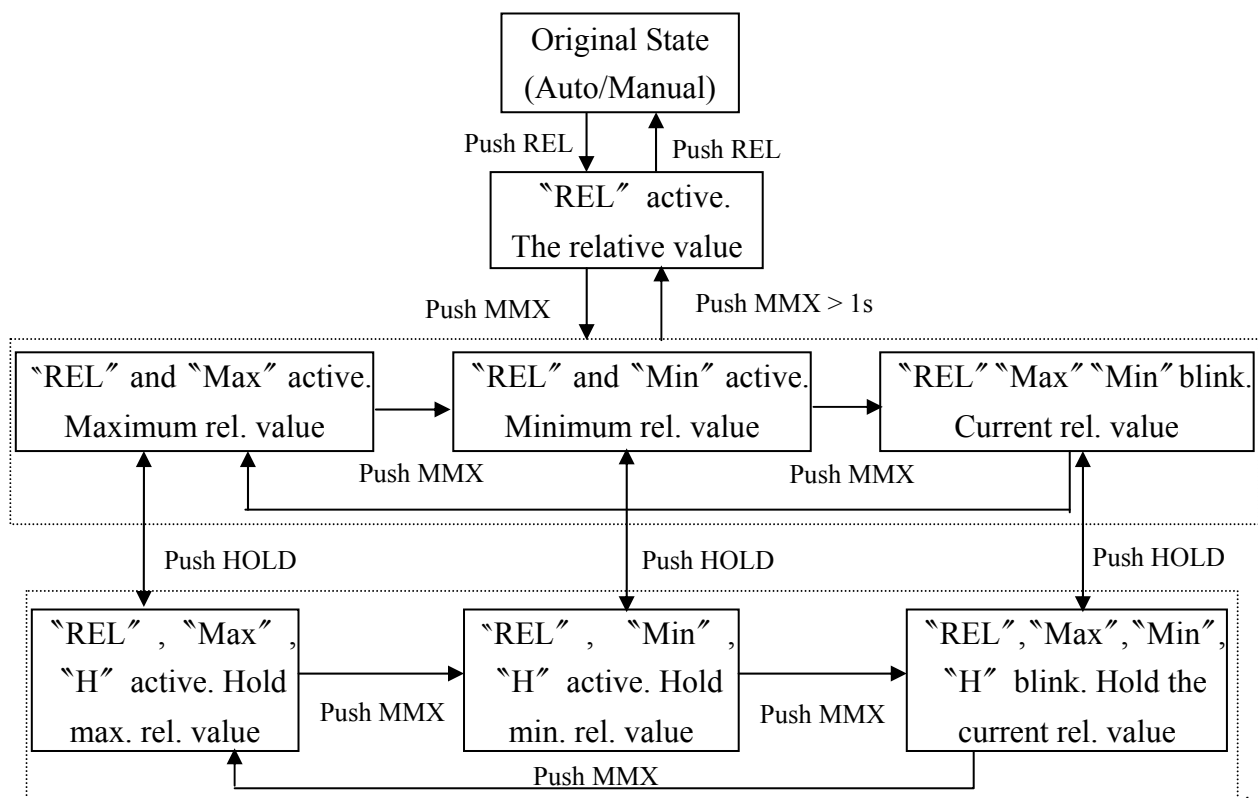 Original State
(Auto/Manual)
Push REL
Push REL
〝REL〞 active.
The relative value
Push MMX
Push MMX > 1s
〝REL〞 and 〝Max〞 active.
Maximum rel. value
〝REL〞 and 〝Min〞 active.
Minimum rel. value
〝REL〞〝Max〞〝Min〞 blink.
Current rel. value
Push MMX
Push MMX
Push HOLD
Push HOLD
Push HOLD
〝REL〞 , 〝Max〞 ,
〝H〞 active. Hold
max. rel. value
〝REL〞 , 〝Min〞 ,
〝H〞 active. Hold
min. rel. value
〝REL〞,〝Max〞,〝Min〞,
〝H〞 blink. Hold the
current rel. value
Push MMX
Push MMX
Push MMX